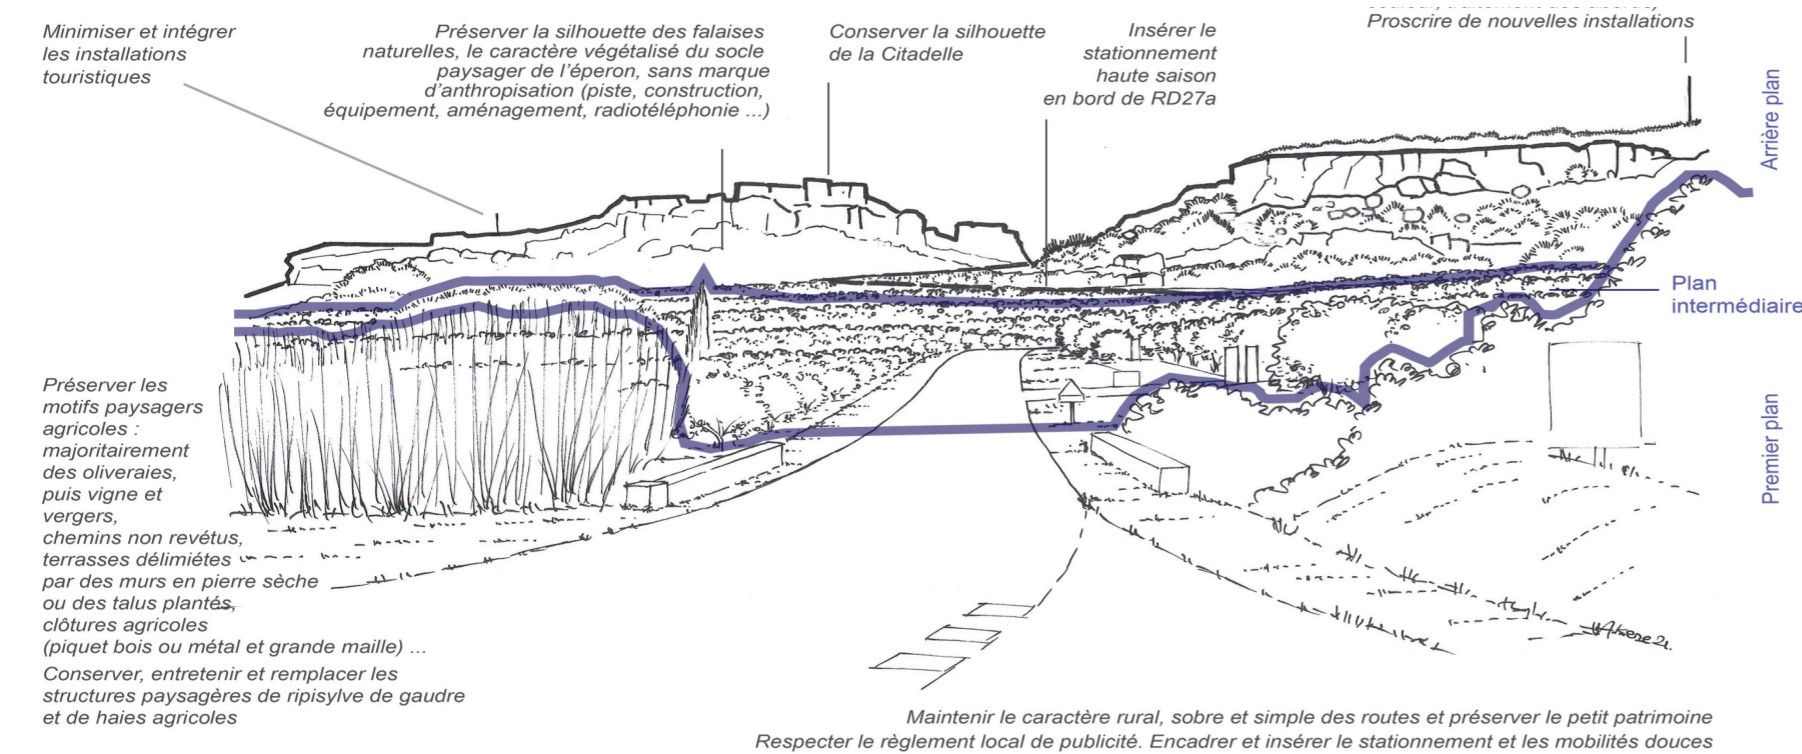 Minimiser et intégrer
les installations
touristiques
Préserver la silhouette des falaises
naturelles, le caractère végétalisé du socle
paysager de l'éperon, sans marque
d'anthropisation (piste, construction,
équipement, aménagement, radiotéléphonie ...)
Conserver la silhouette
de la Citadelle
Insérer le
stationnement
haute saison
en bord de RD27a
Proscrire de nouvelles installations
Arrière plan
Plan
intermédiaire
Premier plan
Préserver les
motifs paysagers
agricoles :
majoritairement
des oliveraies,
puis vigne et
vergers,
chemins non revétus,
terrasses délimiétes
par des murs en pierre sèche
ou des talus plantés,
clôtures agricoles
(piquet bois ou métal et grande maille) ...
Conserver, entretenir et remplacer les
structures paysagères de ripisylve de gaudre
et de haies agricoles
Maintenir le caractère rural, sobre et simple des routes et préserver le petit patrimoine
Respecter le règlement local de publicité. Encadrer et insérer le stationnement et les mobilités douces